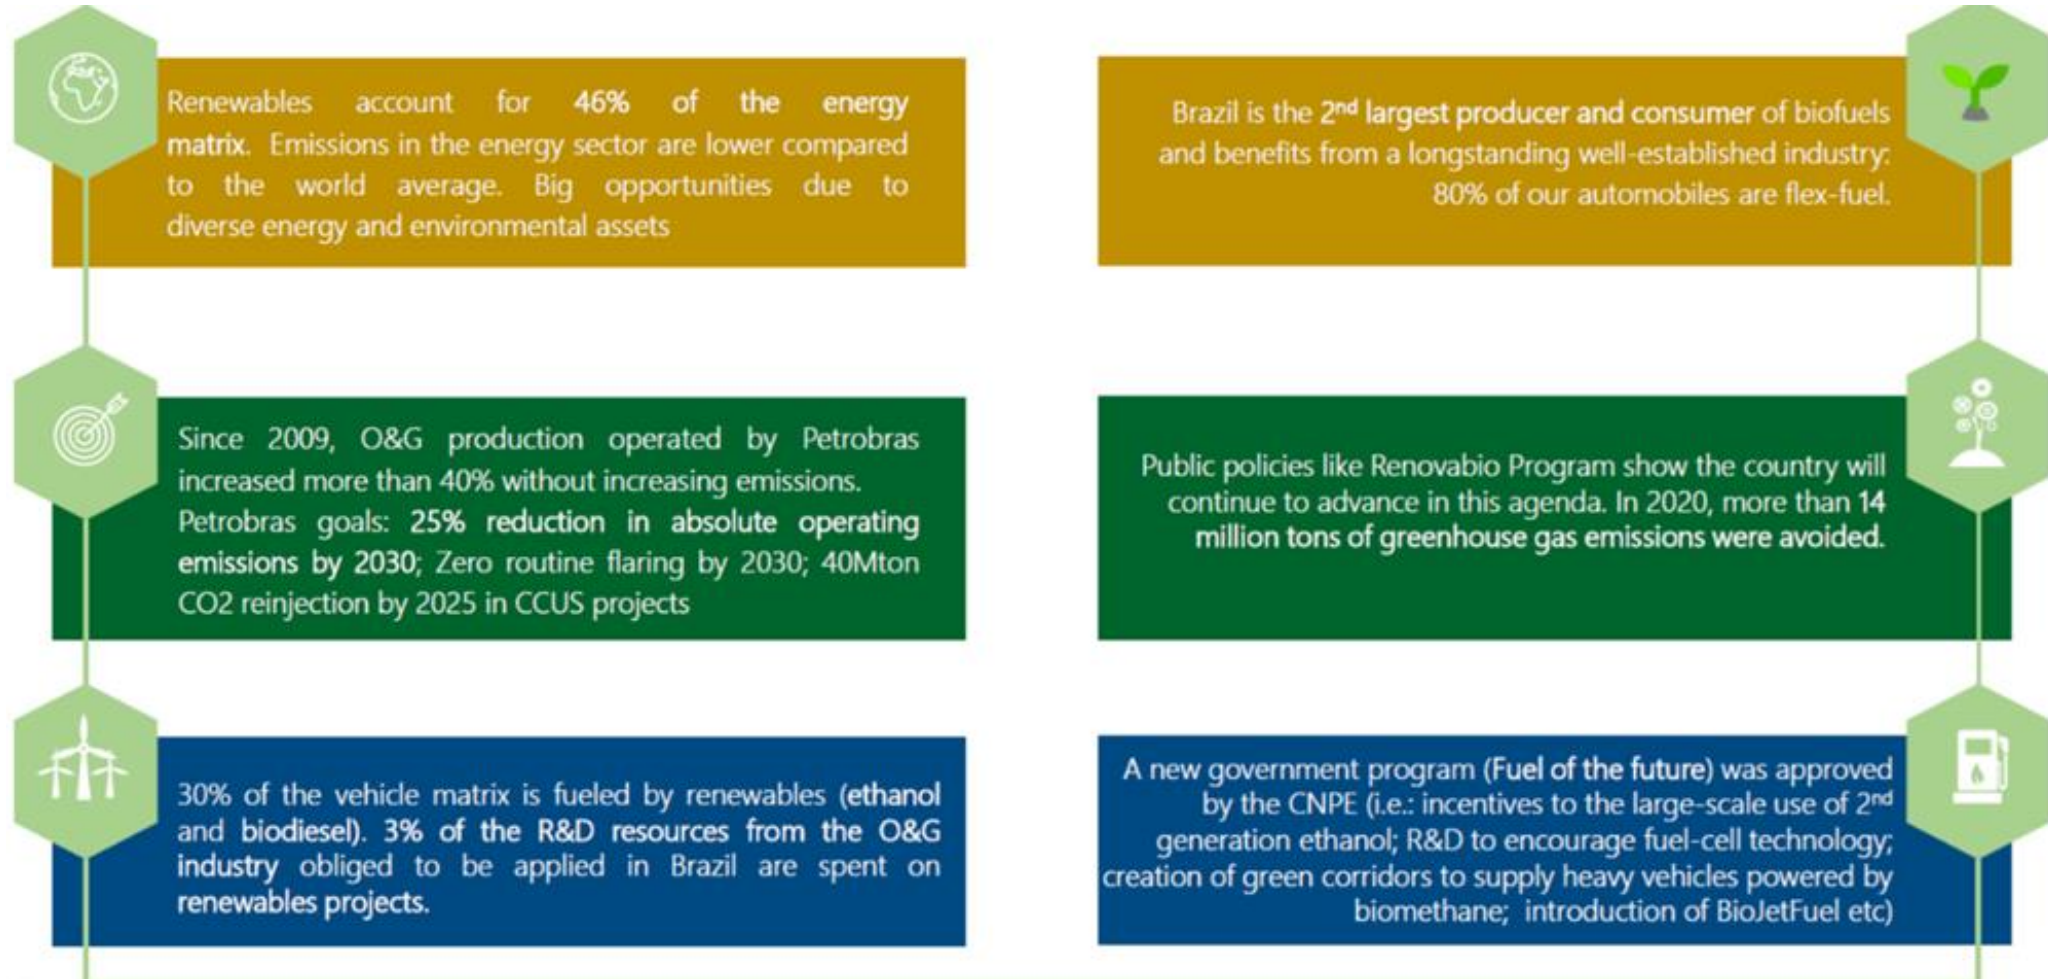 Renewables account for 46% of the energy
matrix. Emissions in the energy sector are lower compared
to the world average. Big opportunities due to
diverse energy and environmental assets
Brazil is the 2nd largest producer and consumer of biofuels
and benefits from a longstanding well-established industry:
80% of our automobiles are flex-fuel.
Since 2009, O&G production operated by Petrobras
increased more than 40% without increasing emissions.
Petrobras goals: 25% reduction in absolute operating
emissions by 2030; Zero routine flaring by 2030; 40Mton
CO2 reinjection by 2025 in CCUS projects
Public policies like Renovabio Program show the country will
continue to advance in this agenda. In 2020, more than 14
million tons of greenhouse gas emissions were avoided.
30% of the vehicle matrix is fueled by renewables (ethanol
and biodiesel). 3% of the R&D resources from the O&G
industry obliged to be applied in Brazil are spent on
renewables projects.
A new government program (Fuel of the future) was approved
by the CNPE (i.e.: incentives to the large-scale use of 2nd
generation ethanol; R&D to encourage fuel-cell technology;
creation of green corridors to supply heavy vehicles powered by
biomethane; introduction of BioJetFuel etc)